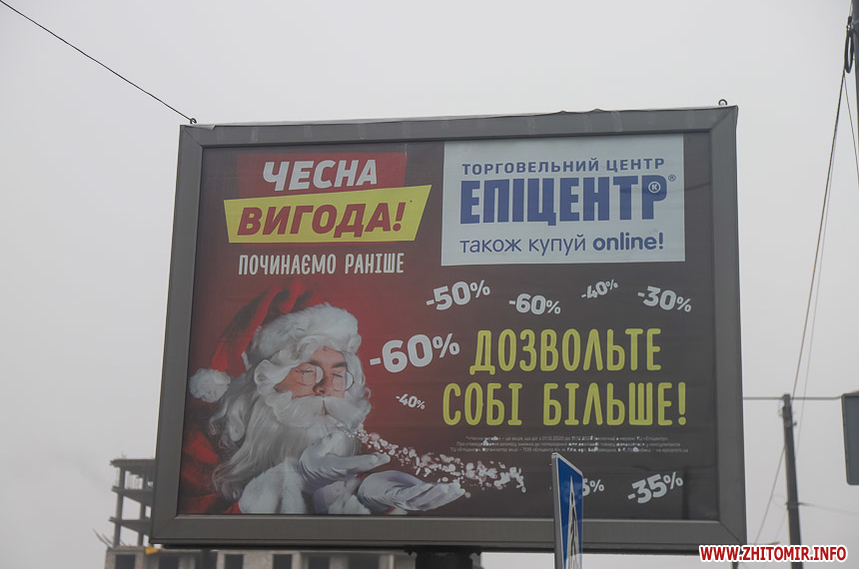 ЧЕСНА
ВИГОДА!
ПОЧИНАЄМО РАНІШЕ
ТОРГОВЕЛЬНИЙ ЦЕНТР
ЕПІЦЕНТР К ®
також купуй online!
-50%
-60%
-40%
-30%
-60%
-40%
ДОЗВОЛЬТЕ
СОБІ БІЛЬШЕ!
-35%
WWW.ZHITOMIR.INFO